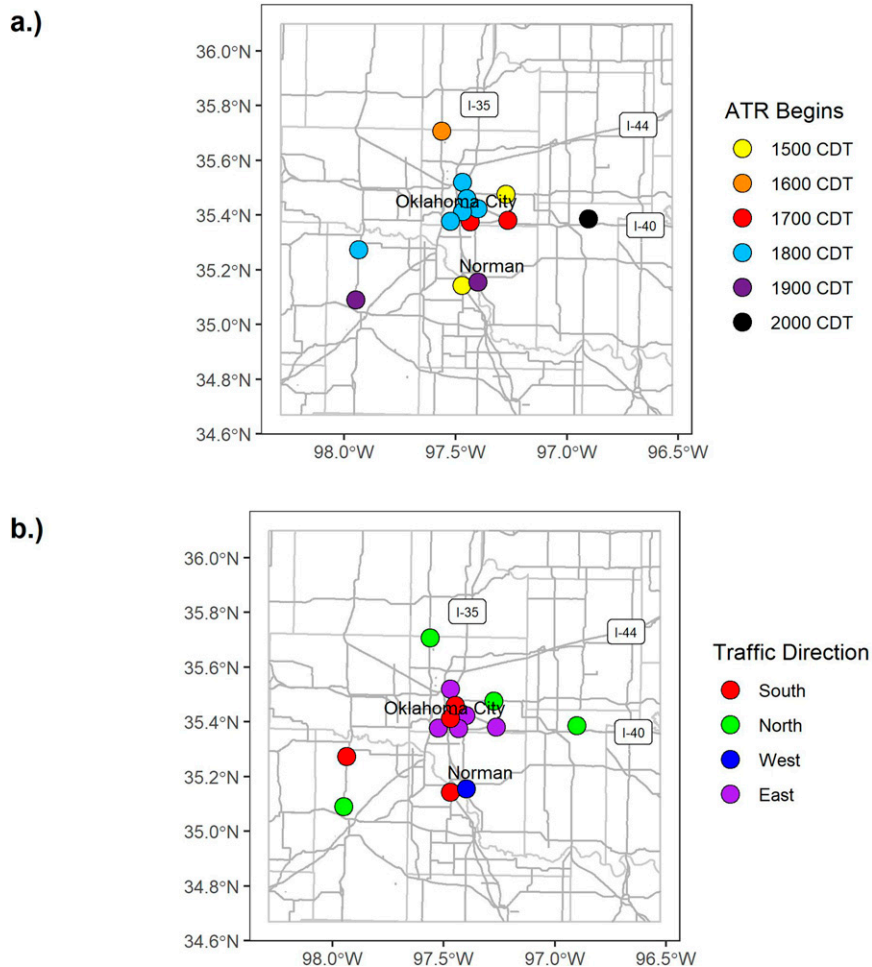 a.)
36.0°N
35.8°N
35.6°N
35.4°N
35.2°N
35.0°N
34.8°N
34.6°N
98.0°W 97.5°W 97.0°W 96.5°W
I-35
I-44
Oklahoma City
I-40
Norman
ATR Begins
1500 CDT
1600 CDT
1700 CDT
1800 CDT
1900 CDT
2000 CDT
b.)
36.0°N
35.8°N
35.6°N
35.4°N
35.2°N
35.0°N
34.8°N
34.6°N
98.0°W 97.5°W 97.0°W 96.5°W
I-35
I-44
Oklahoma City
I-40
Norman
Traffic Direction
South
North
West
East